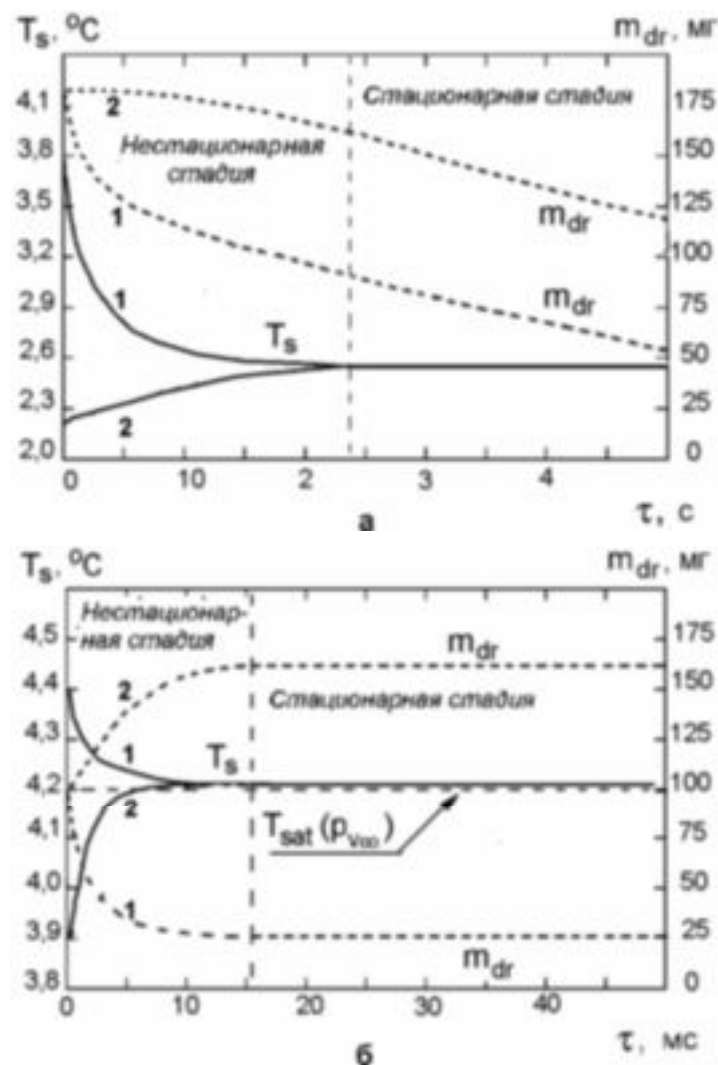 Ts, °C
mdr, мг
4,1
3,8
3,5
3,2
2,9
2,6
2,3
2,0
175
150
125
100
75
50
25
0
2
Стационарная стадия
Нестационарная
стадия
1
mdr
mdr
1
Ts
2
0
10
2
3
4
а
τ, с
Ts, °C
mdr, мг
4,5
4,4
4,3
4,2
4,1
4,0
3,9
3,8
175
150
125
100
75
50
25
0
Нестационар-
ная стадия
mdr
2
Стационарная стадия
1
Ts
2
Tsat (pv∞)
1
mdr
0
10
20
30
40
τ, мс
б